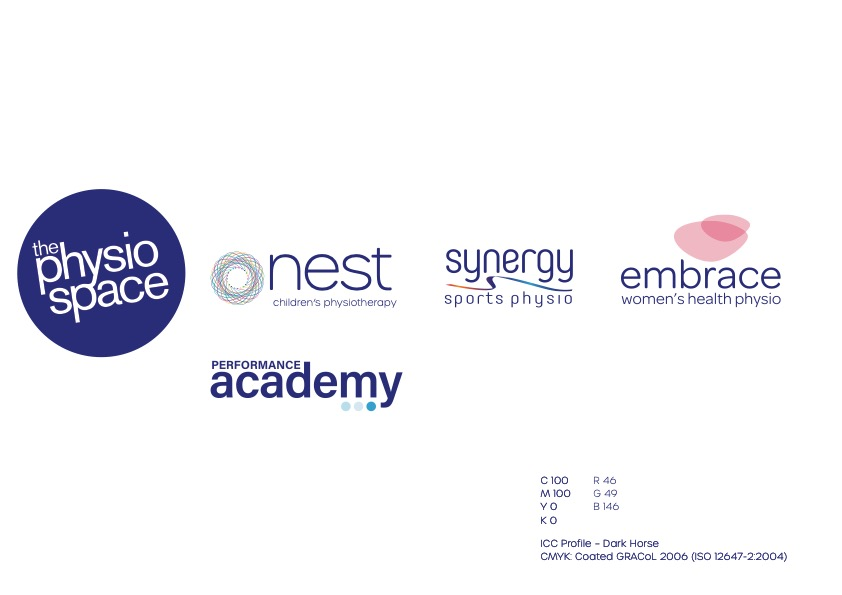 the
physio
space
nest
children's physiotherapy
synergy
sports physio
embrace
women's health physio
PERFORMANCE
academy
C 100 R 46
M 100 G 49
Y 0 B 146
K 0
ICC Profile - Dark Horse
CMYK: Coated GRACoL 2006 (ISO 12647-2:2004)